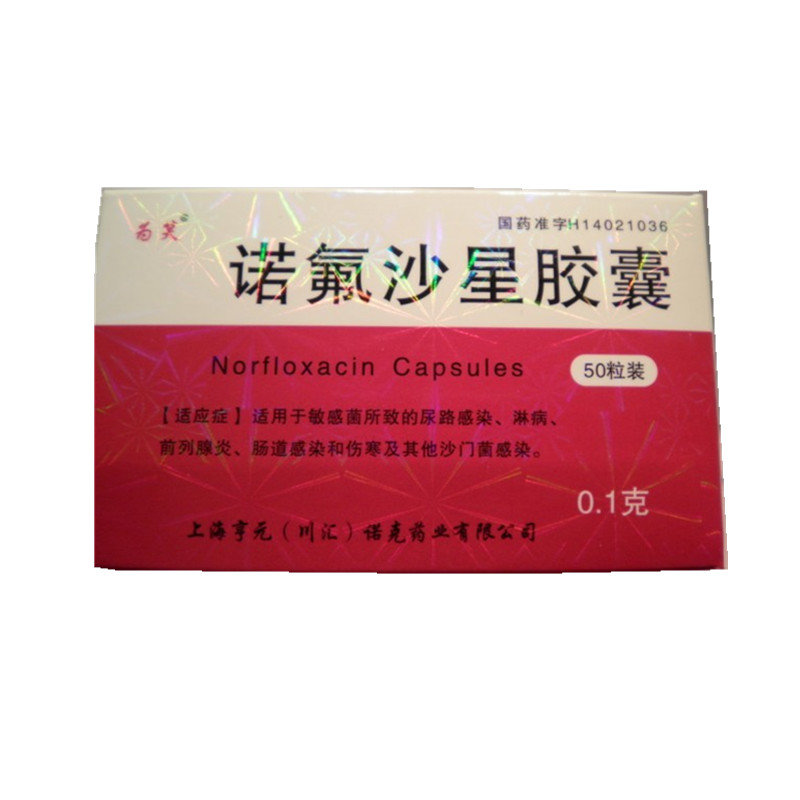 为笑
国药准字H14021036
诺氟沙星胶囊
Norfloxacin Capsules
50粒装
【适应症】适用于敏感菌所致的尿路感染、淋病、
前列腺炎、肠道感染和伤寒及其他沙门菌感染。
0.1克
上海亨元（川汇）诺克药业有限公司